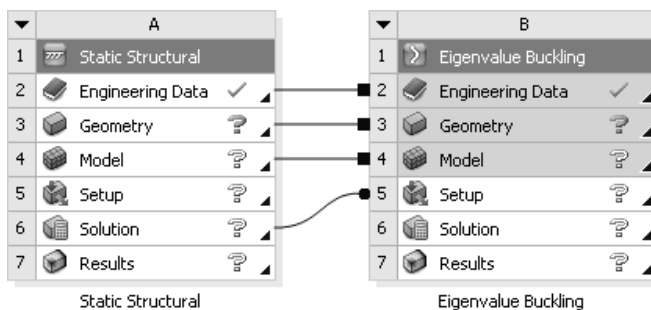 A
1 Static Structural
2 Engineering Data
3 Geometry ?
4 Model ?
5 Setup ?
6 Solution ?
7 Results ?
Static Structural
B
1 Eigenvalue Buckling
2 Engineering Data
3 Geometry ?
4 Model ?
5 Setup ?
6 Solution ?
7 Results ?
Eigenvalue Buckling